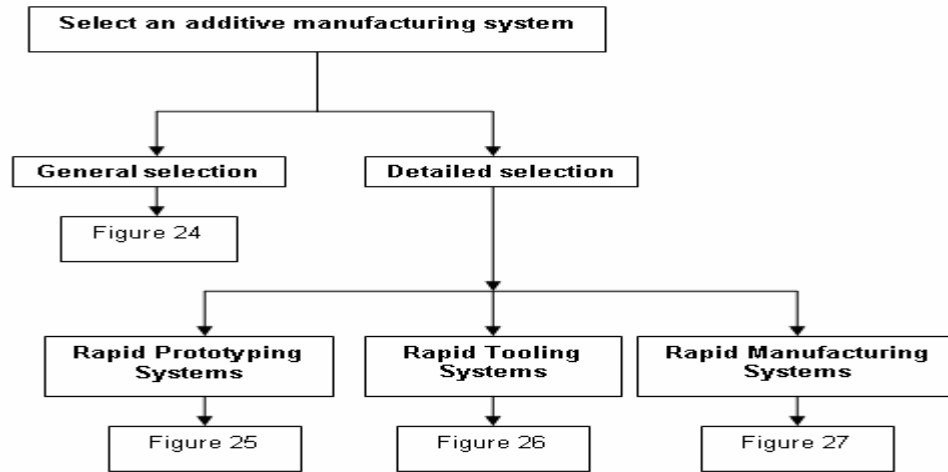 Select an additive manufacturing system
General selection
Detailed selection
Figure 24
Rapid Prototyping
Systems
Rapid Tooling
Systems
Rapid Manufacturing
Systems
Figure 25
Figure 26
Figure 27